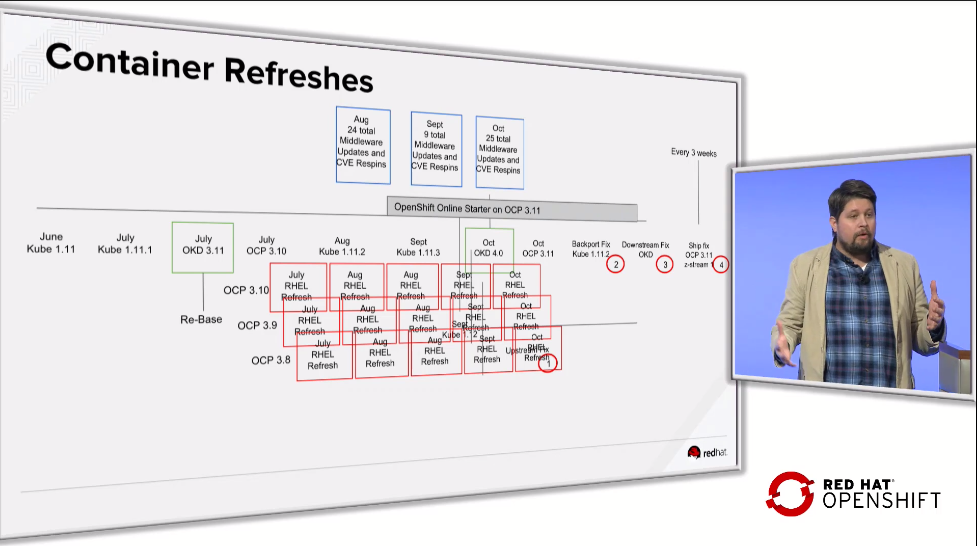 Container Refreshes
Aug
24 total
Middleware
Updates and
CVE Respins
Sept
9 total
Middleware
Updates and
CVE Respins
Oct
25 total
Middleware
Updates and
CVE Respins
Every 3 weeks
OpenShift Online Starter on OCP 3.11
June
Kube 1.11
July
Kube 1.11.1
July
OKD 3.11
July
OCP 3.10
Aug
Kube 1.11.2
Sept
Kube 1.11.3
Oct
OKD 4.0
Oct
OCP 3.11
Backport Fix
Kube 1.11.2
2
Downstream Fix
OKD
3
Ship fix
OCP 3.11
z-stream
4
Re-Base
OCP 3.10
July
RHEL
Refresh
Aug
RHEL
Refresh
Aug
RHEL
Refresh
Sept
RHEL
Refresh
Oct
RHEL
Refresh
OCP 3.9
July
RHEL
Refresh
Aug
RHEL
Refresh
Aug
RHEL
Refresh
Sept
RHEL
Refresh
Oct
RHEL
Refresh
Sept
Kube 1.12
OCP 3.8
July
RHEL
Refresh
Aug
RHEL
Refresh
Aug
RHEL
Refresh
Sept
RHEL
Refresh
Oct
RHEL
Refresh
Upstream Fix
1
redhat
RED HAT®
OPENSHIFT